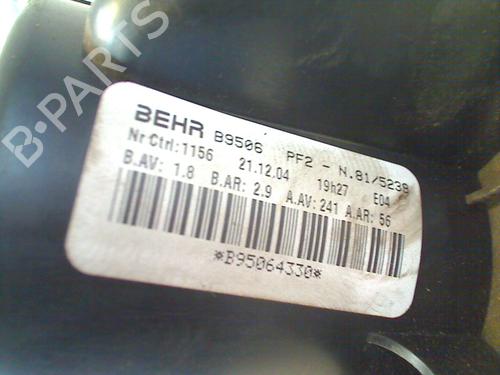 B-PARTS
BEHR B9506 PF2 - N.81/5239
Nr Ctrl:1156 21.12.04 19h27 E04
B.AV: 1.8 B.AR: 2.9 A.AV: 241 A.AR: 56
*B95064330*